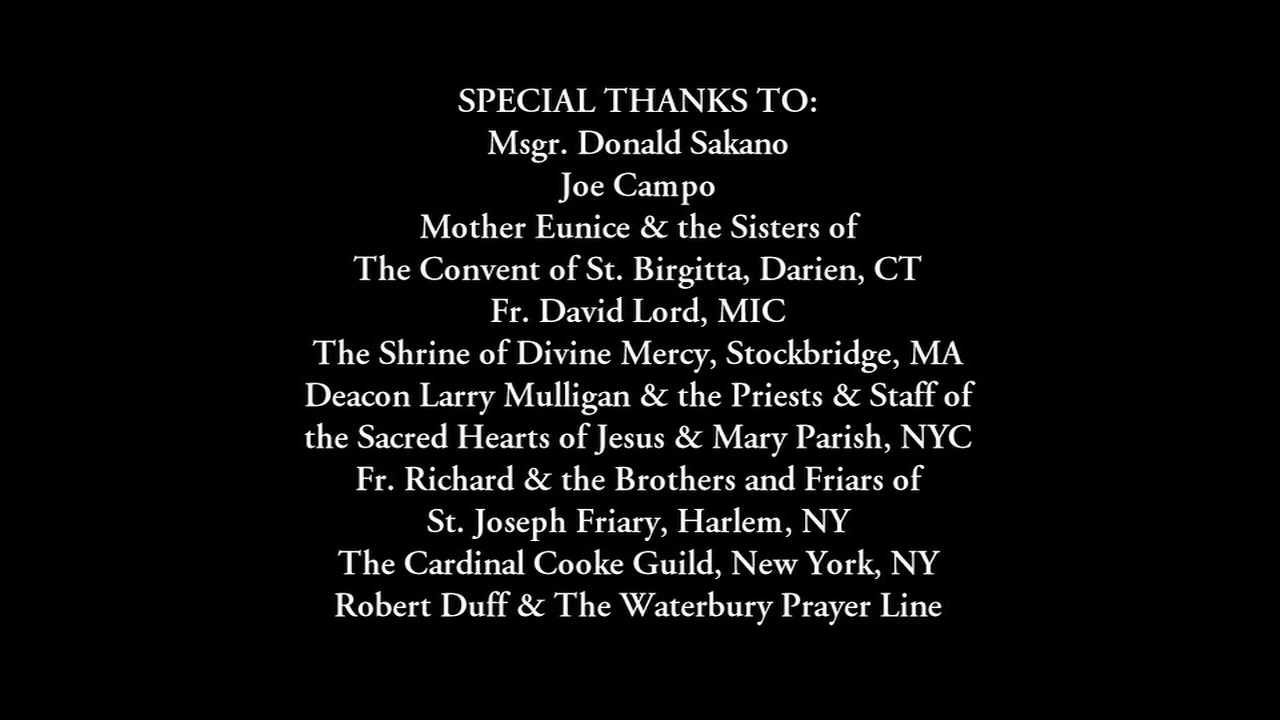 SPECIAL THANKS TO:
Msgr. Donald Sakano
Joe Campo
Mother Eunice & the Sisters of
The Convent of St. Birgitta, Darien, CT
Fr. David Lord, MIC
The Shrine of Divine Mercy, Stockbridge, MA
Deacon Larry Mulligan & the Priests & Staff of
the Sacred Hearts of Jesus & Mary Parish, NYC
Fr. Richard & the Brothers and Friars of
St. Joseph Friary, Harlem, NY
The Cardinal Cooke Guild, New York, NY
Robert Duff & The Waterbury Prayer Line